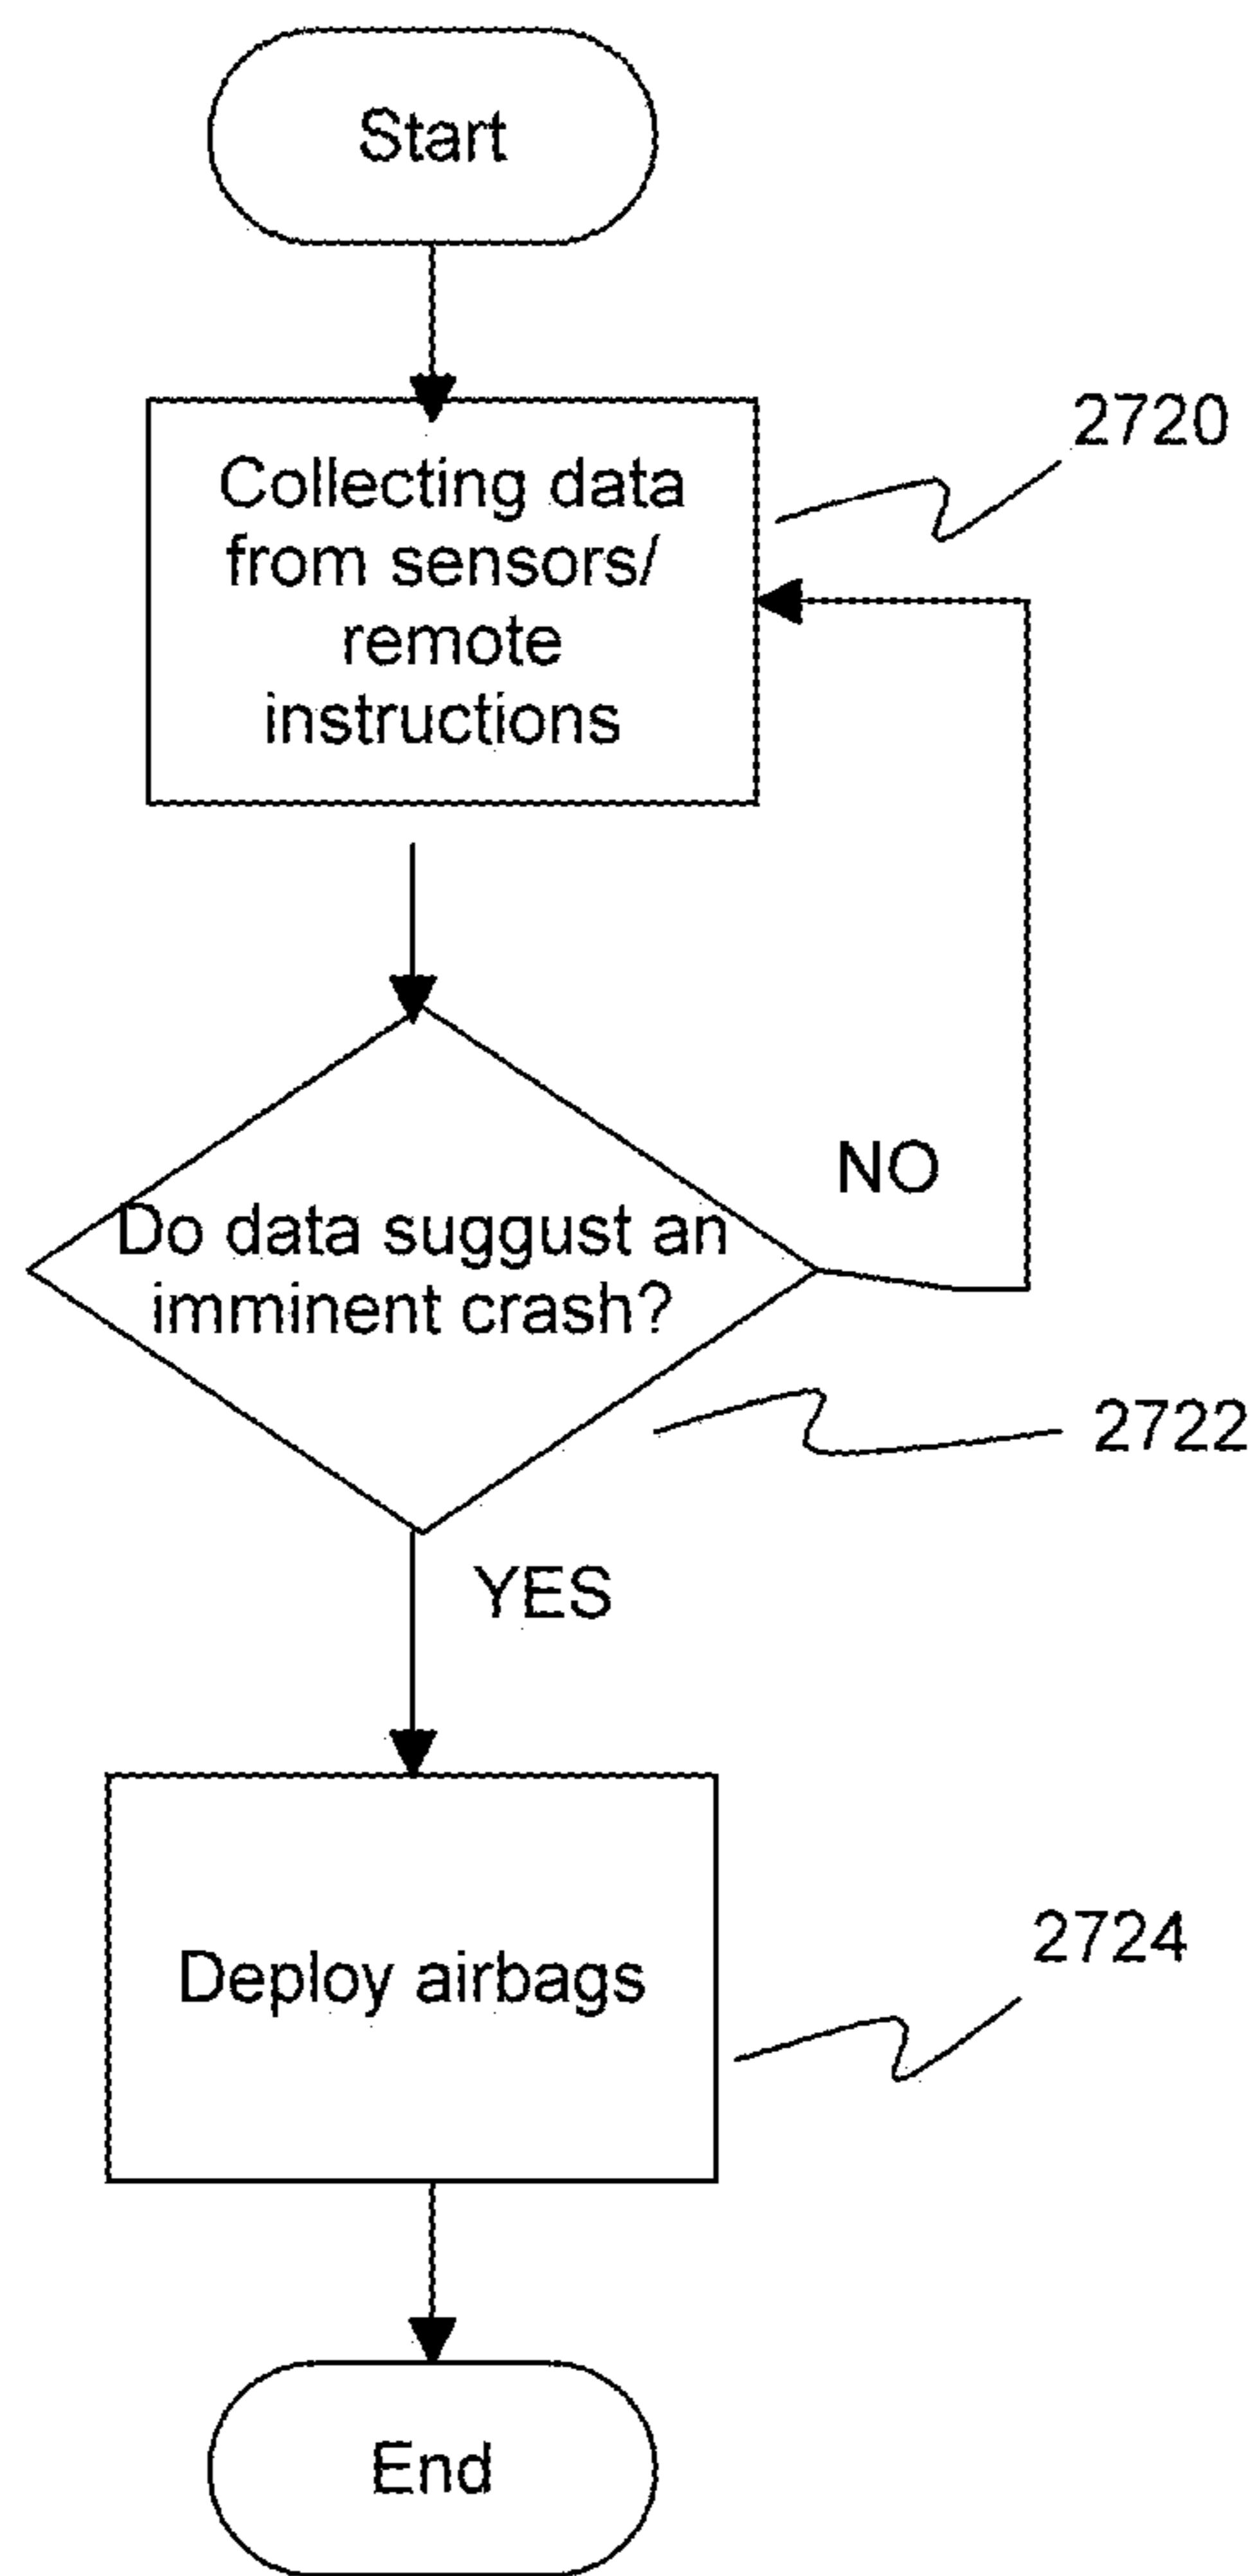 Start
2720
Collecting data
from sensors/
remote
instructions
NO
Do data suggust an
imminent crash?
2722
YES
2724
Deploy airbags
End